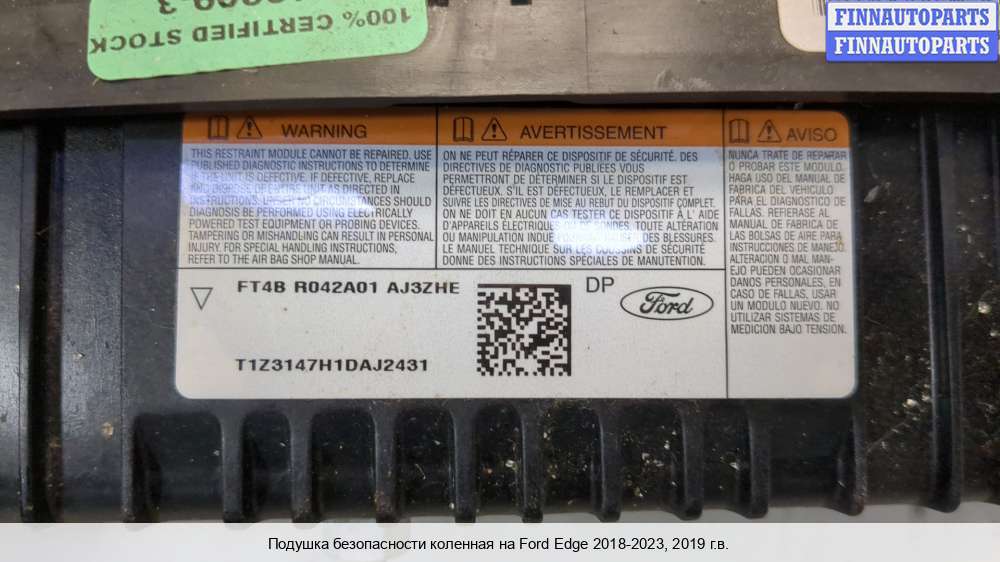 100% CERTIFIED STOCK
FINNAUTOPARTS
FINNAUTOPARTS
WARNING
THIS RESTRAINT MODULE CANNOT BE REPAIRED. USE
PUBLISHED DIAGNOSTIC INSTRUCTIONS TO DETERMINE
IF THE UNIT IS DEFECTIVE. IF DEFECTIVE, REPLACE
AND DISPOSE OF ENTIRE UNIT AS DIRECTED IN
INSTRUCTIONS. UNDER NO CIRCUMSTANCES SHOULD
DIAGNOSIS BE PERFORMED USING ELECTRICALLY
POWERED TEST EQUIPMENT OR PROBING DEVICES.
TAMPERING OR MISHANDLING CAN RESULT IN PERSONAL
INJURY. FOR SPECIAL HANDLING INSTRUCTIONS,
REFER TO THE AIR BAG SHOP MANUAL.
AVERTISSEMENT
ON NE PEUT RÉPARER CE DISPOSITIF DE SÉCURITÉ. DES
DIRECTIVES DE DIAGNOSTIC PUBLIÉES VOUS
PERMETTRONT DE DÉTERMINER SI LE DISPOSITIF EST
DÉFECTUEUX. S'IL EST DÉFECTUEUX, LE REMPLACER ET
SUIVRE LES DIRECTIVES DE MISE AU REBUT DU DISPOSITIF COMPLET.
ON NE DOIT EN AUCUN CAS TESTER CE DISPOSITIF À L' AIDE
D'APPAREILS ÉLECTRIQUES OU DE SONDES. TOUTE ALTÉRATION
OU MANIPULATION INDUE DES BLESSURES.
LE MANUEL TECHNIQUE SUR LES COUSSINS DE SÉCURITÉ
DONNE DES INSTRUCTIONS SPÉCIALES DE MANUTENTION.
AVISO
NUNCA TRATE DE REPARAR
O PROBAR ESTE MODULO.
HAGA USO DEL MANUAL DE
FABRICA DEL VEHICULO
PARA EL DIAGNOSTICO DE
FALLAS. REFIERASE AL
MANUAL DE FABRICA DE
LAS BOLSAS DE AIRE PARA
INSTRUCCIONES DE MANEJO.
ALTERACION O MAL MAN-
EJO PUEDEN OCASIONAR
DANOS PERSONALES, EN
CASO DE FALLAS, USAR
UN MODULO NUEVO. NO
UTILIZAR SISTEMAS DE
MEDICION BAJO TENSION.
FT4B R042A01 AJ3ZHE
DP
Ford
T1Z3147H1DAJ2431
Подушка безопасности коленная на Ford Edge 2018-2023, 2019 г.в.